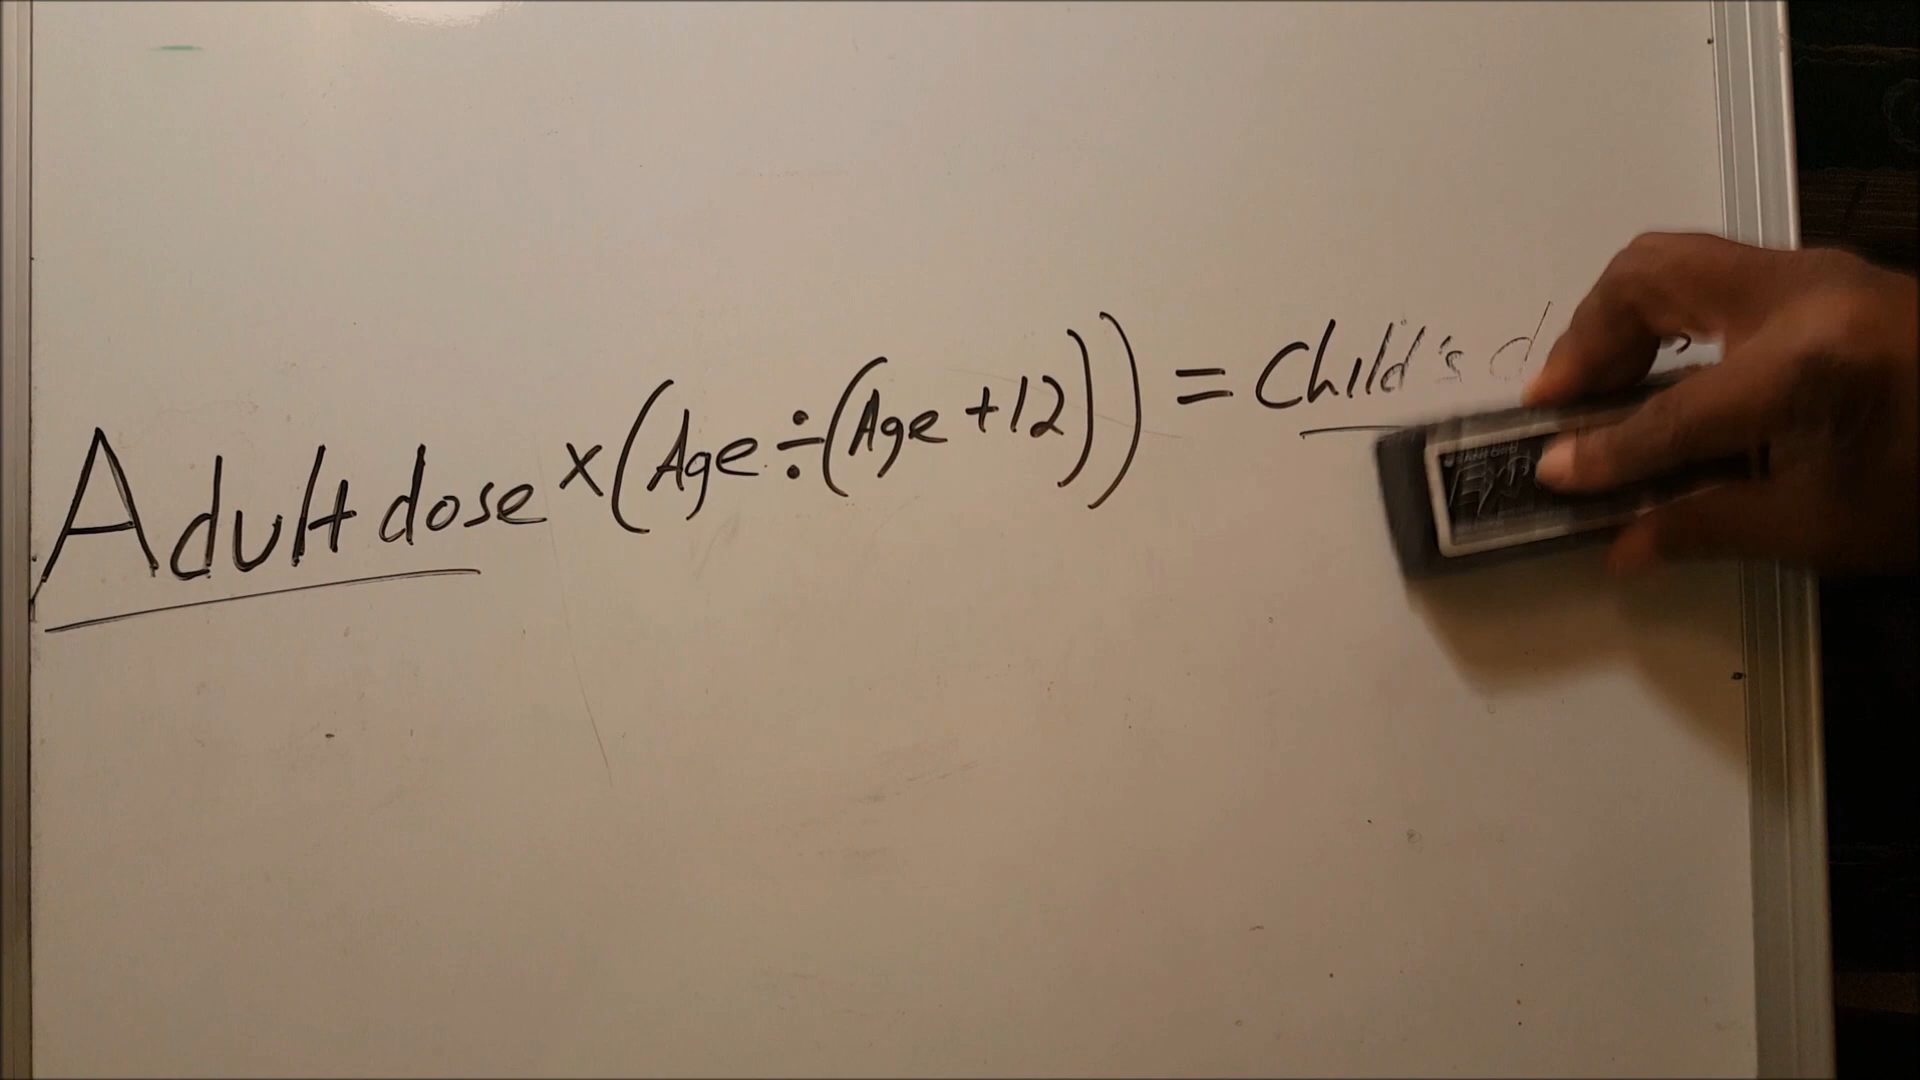 Adult dose × (Age ÷ (Age + 12)) = Child's